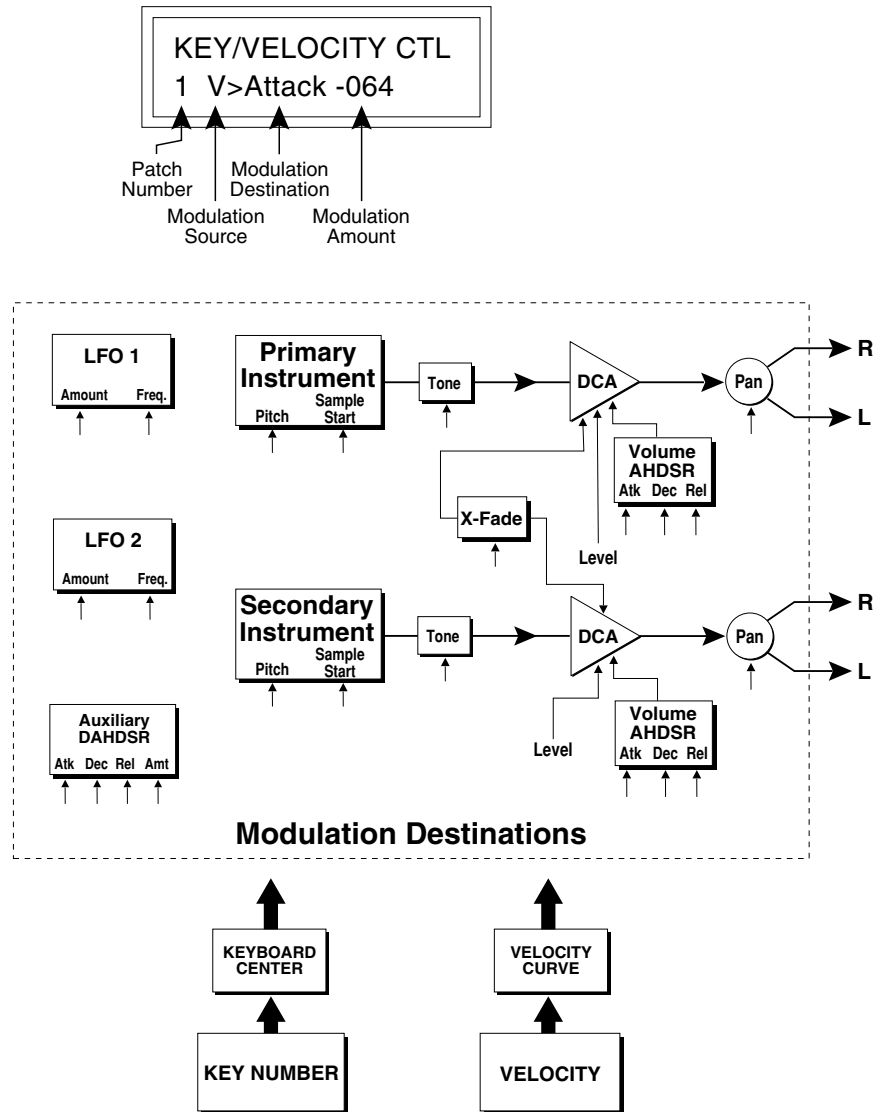 KEY/VELOCITY CTL
1 V>Attack -064
Patch
Number
Modulation
Destination
Modulation
Source
Modulation
Amount
LFO 1
Amount Freq.
Primary
Instrument
Sample
Pitch Start
Tone
DCA
Pan
R
L
Volume
AHDSR
Atk Dec Rel
X-Fade
Level
LFO 2
Amount Freq.
Secondary
Instrument
Sample
Pitch Start
Tone
DCA
Pan
R
L
Volume
AHDSR
Atk Dec Rel
Level
Auxiliary
DAHDSR
Atk Dec Rel Amt
Modulation Destinations
KEYBOARD
CENTER
VELOCITY
CURVE
KEY NUMBER
VELOCITY